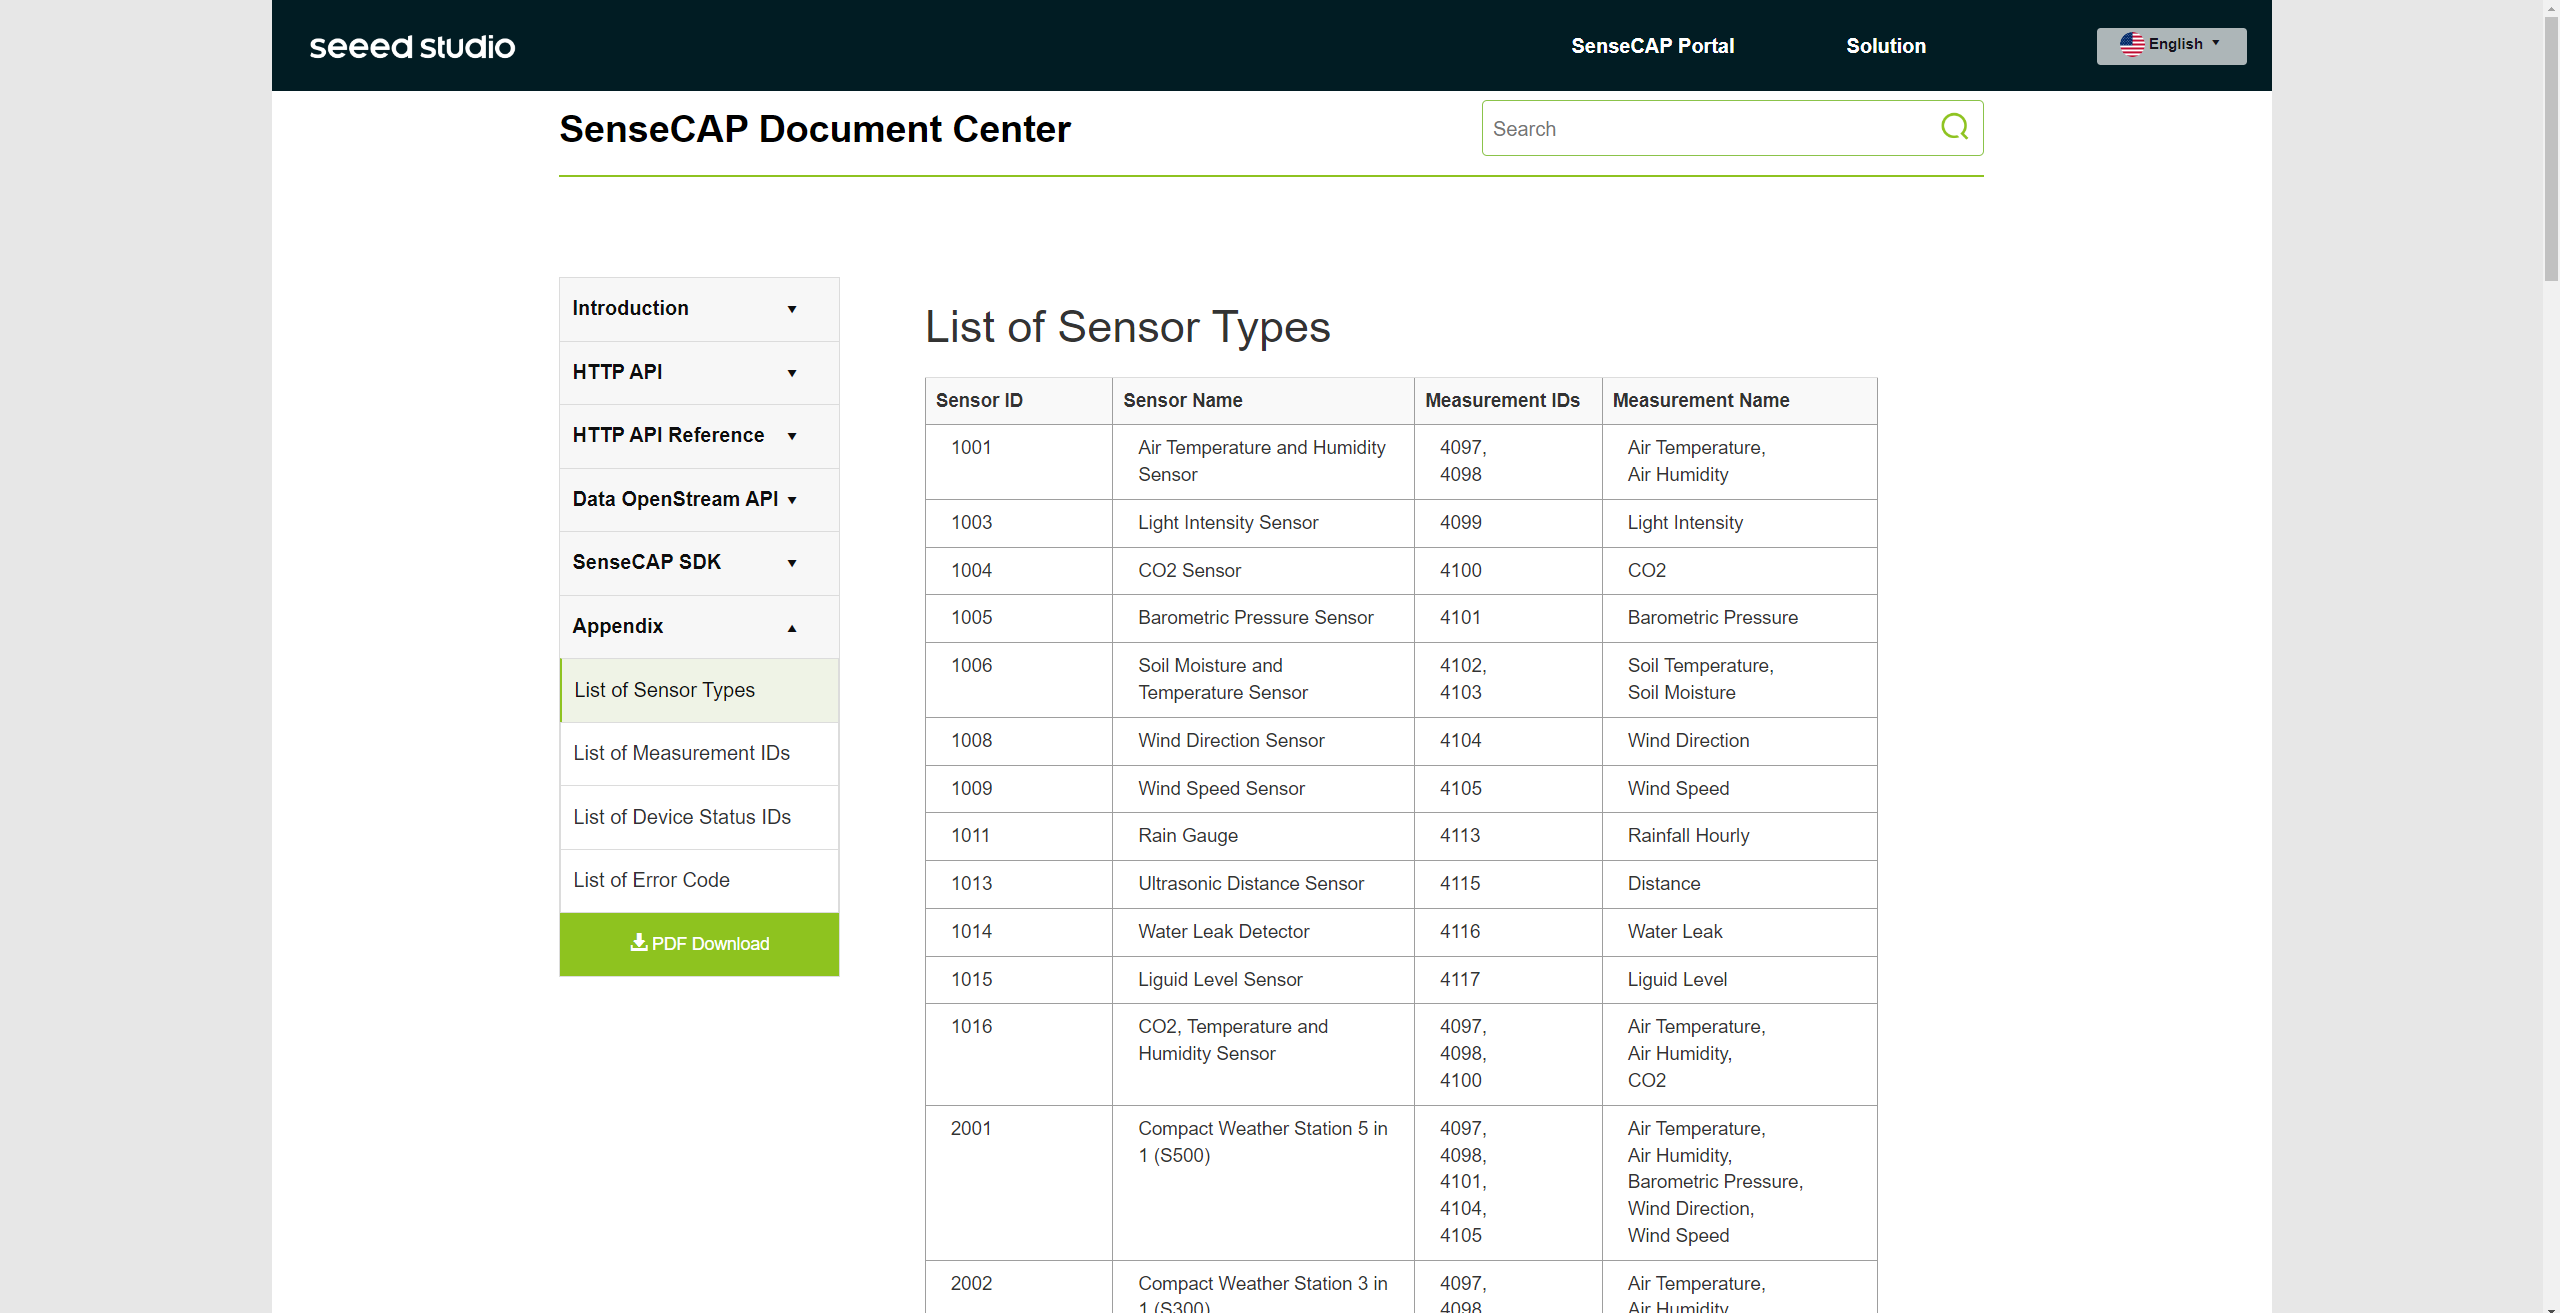 seeed studio
SenseCAP Portal
Solution
English
SenseCAP Document Center
Search
Introduction
HTTP API
HTTP API Reference
Data OpenStream API
SenseCAP SDK
Appendix
List of Sensor Types
List of Measurement IDs
List of Device Status IDs
List of Error Code
PDF Download
List of Sensor Types
Sensor ID Sensor Name Measurement IDs Measurement Name
1001 Air Temperature and Humidity 4097, Air Temperature,
Sensor 4098 Air Humidity
1003 Light Intensity Sensor 4099 Light Intensity
1004 CO2 Sensor 4100 CO2
1005 Barometric Pressure Sensor 4101 Barometric Pressure
1006 Soil Moisture and 4102, Soil Temperature,
Temperature Sensor 4103 Soil Moisture
1008 Wind Direction Sensor 4104 Wind Direction
1009 Wind Speed Sensor 4105 Wind Speed
1011 Rain Gauge 4113 Rainfall Hourly
1013 Ultrasonic Distance Sensor 4115 Distance
1014 Water Leak Detector 4116 Water Leak
1015 Liguid Level Sensor 4117 Liguid Level
1016 CO2, Temperature and 4097, Air Temperature,
Humidity Sensor 4098, Air Humidity,
4100 CO2
2001 Compact Weather Station 5 in 4097, Air Temperature,
1 (S500) 4098, Air Humidity,
4101, Barometric Pressure,
4104, Wind Direction,
4105 Wind Speed
2002 Compact Weather Station 3 in 4097, Air Temperature,
1 (S300) 4098, Air Humidity,